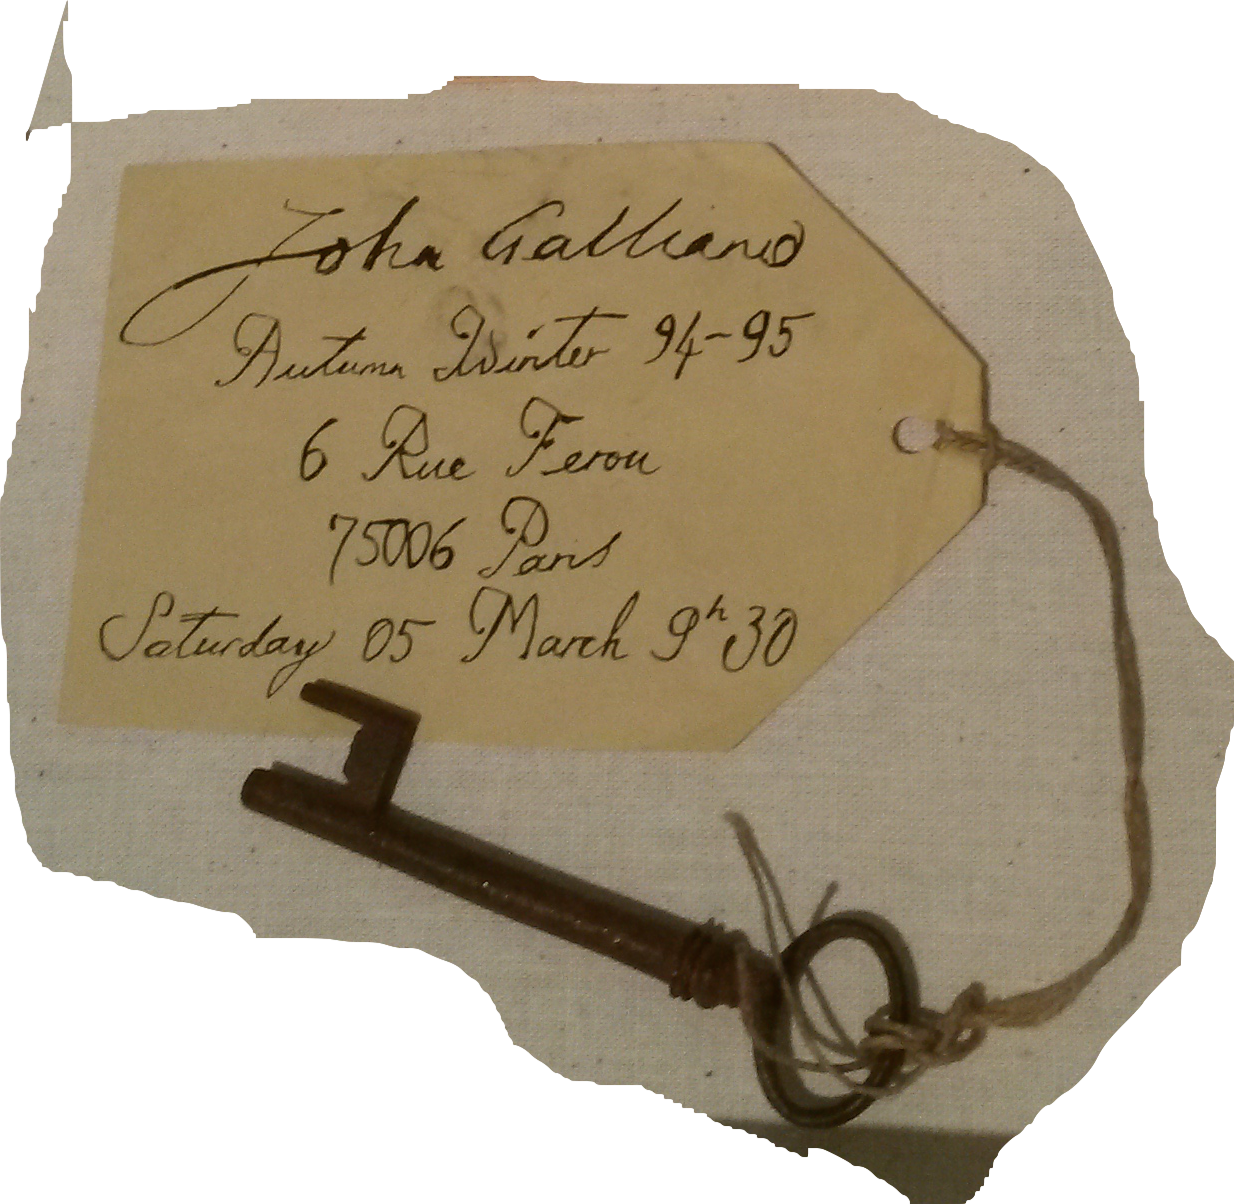 John Galliano
Autumn Winter 94-95
6 Rue Ferou
75006 Paris
Saturday 05 March 9h30